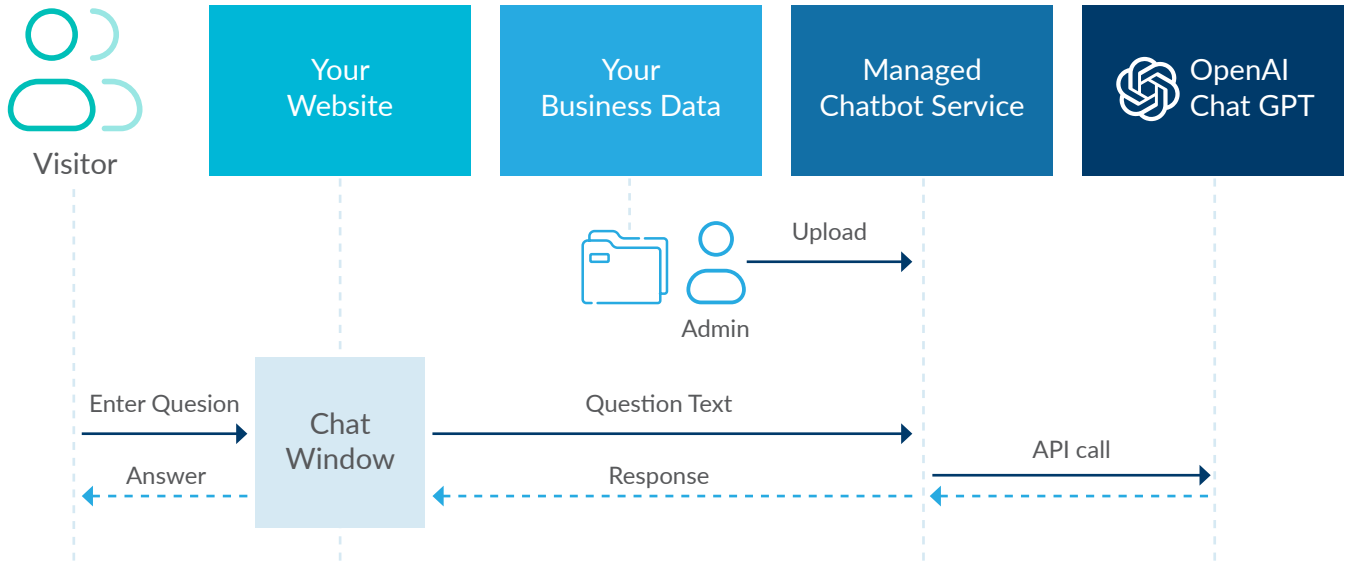 Your
Website
Your
Business Data
Managed
Chatbot Service
OpenAI
Chat GPT
Visitor
Upload
Admin
Enter Quesion
Chat
Window
Question Text
API call
Answer
Response